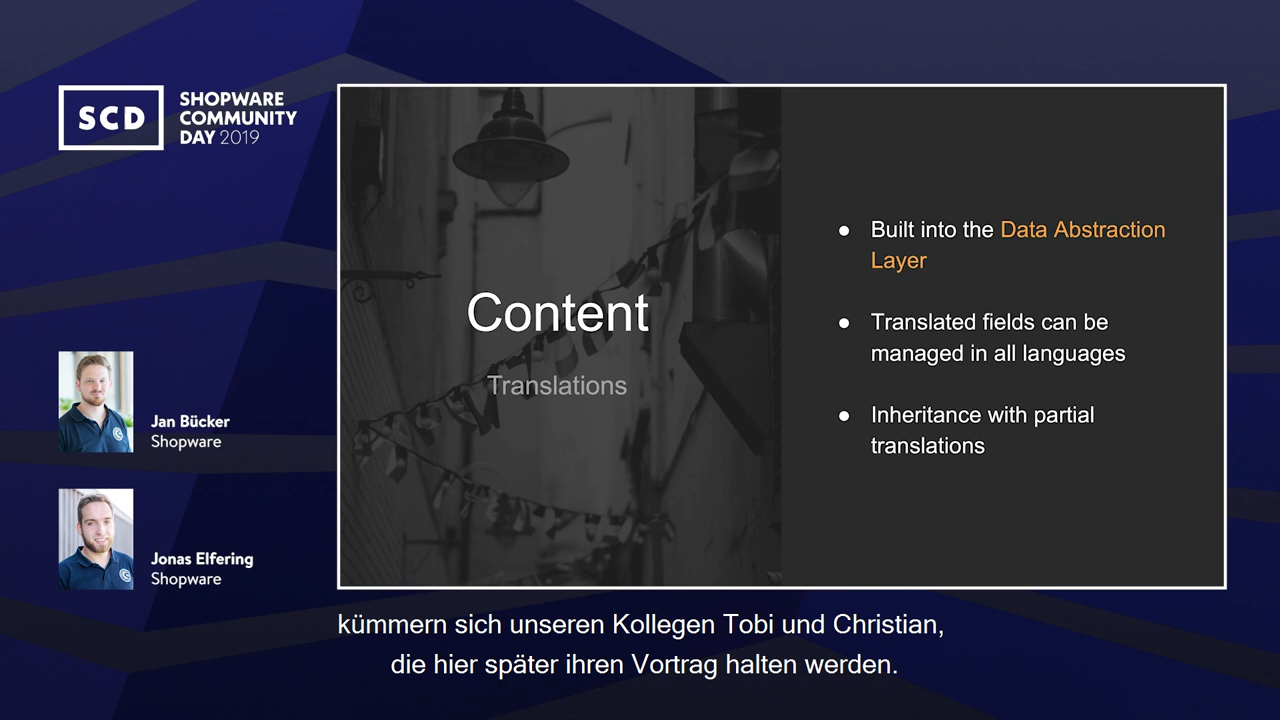 SCD
SHOPWARE
COMMUNITY
DAY 2019
Jan Bücker
Shopware
Jonas Elfering
Shopware
Content
Translations
● Built into the Data Abstraction
Layer
● Translated fields can be
managed in all languages
● Inheritance with partial
translations
kümmern sich unseren Kollegen Tobi und Christian,
die hier später ihren Vortrag halten werden.